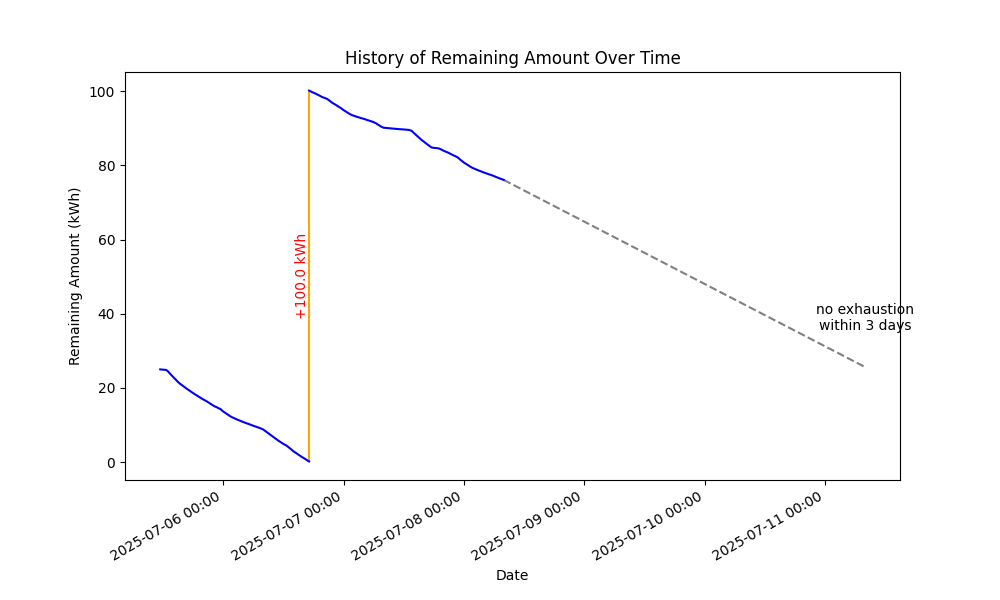 History of Remaining Amount Over Time
Remaining Amount (kWh)
100
80
60
40
20
0
+100.0 kWh
no exhaustion
within 3 days
2025-07-06 00:00
2025-07-07 00:00
2025-07-08 00:00
2025-07-09 00:00
2025-07-10 00:00
2025-07-11 00:00
Date